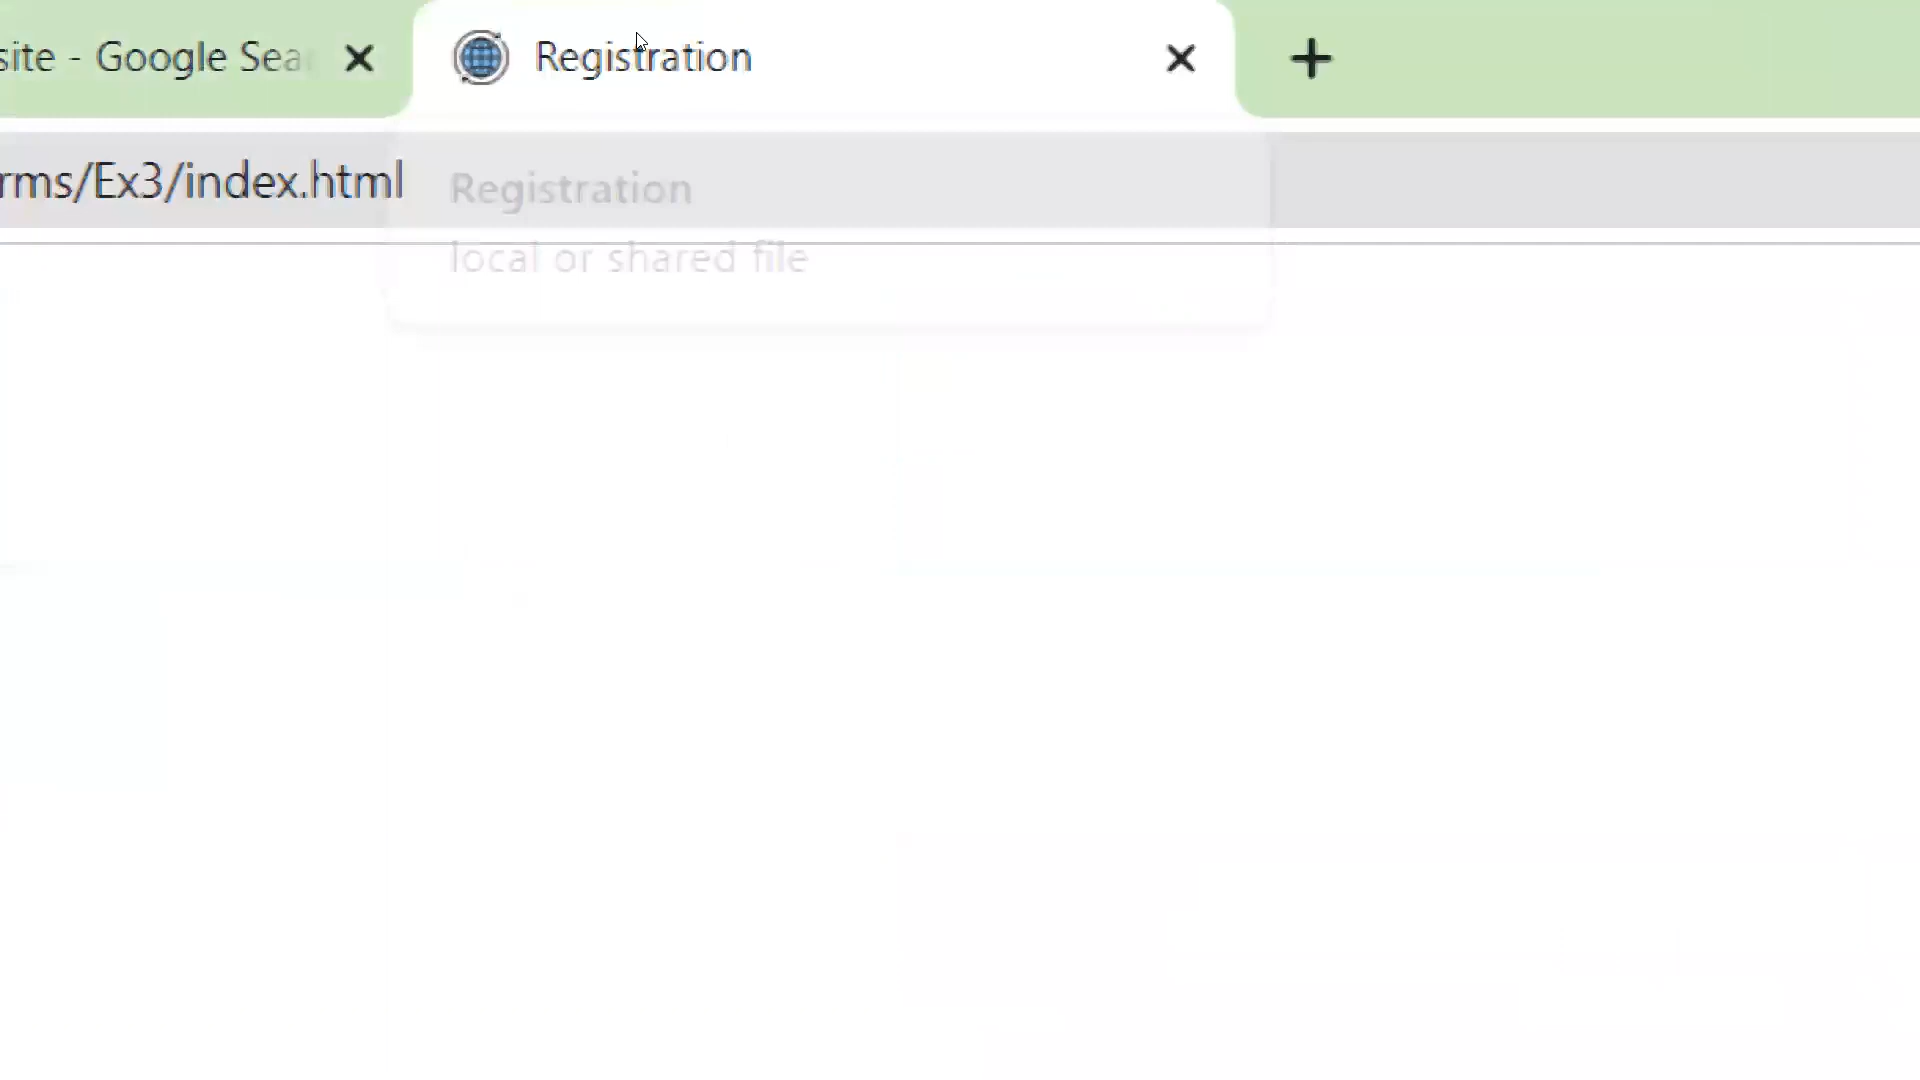 site - Google Sea
Registration
rms/Ex3/index.html
Registration
local or shared file